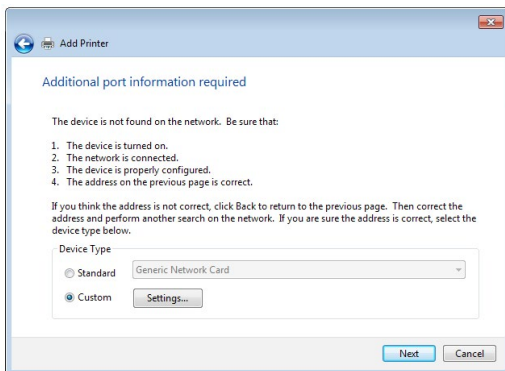 Add Printer
Additional port information required
The device is not found on the network. Be sure that:
1. The device is turned on.
2. The network is connected.
3. The device is properly configured.
4. The address on the previous page is correct.
If you think the address is not correct, click Back to return to the previous page. Then correct the
address and perform another search on the network. If you are sure the address is correct, select the
device type below.
Device Type
Standard Generic Network Card
Custom Settings...
Next Cancel